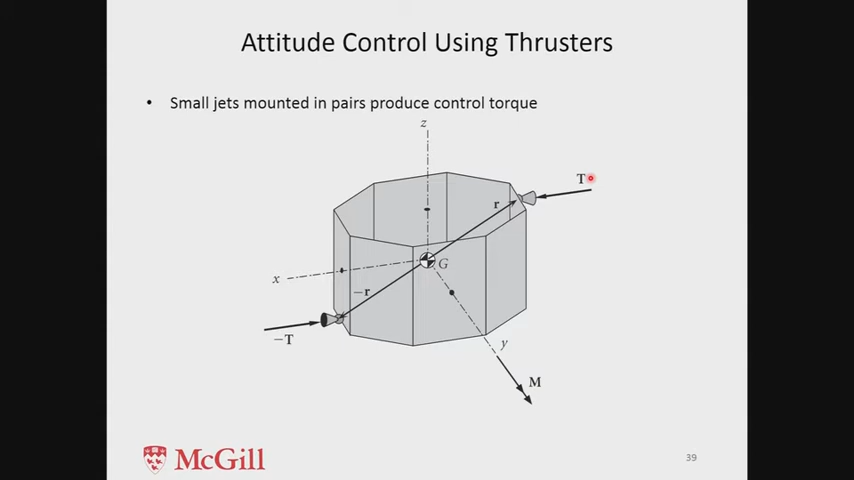 Attitude Control Using Thrusters
• Small jets mounted in pairs produce control torque
z
T
r
G
x
−r
−T
y
M
McGill
39